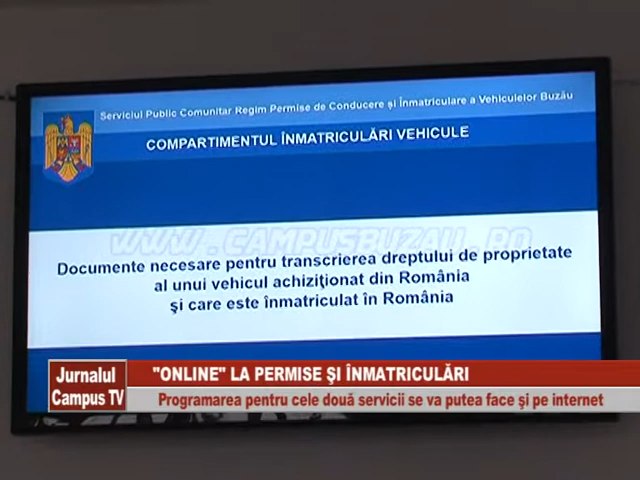 Serviciul Public Comunitar Regim Permise de Conducere și Înmatriculare a Vehiculelor Buzău
COMPARTIMENTUL ÎNMATRICULĂRI VEHICULE
WWW.CAMPUSBUZAU.RO
Documente necesare pentru transcrierea dreptului de proprietate
al unui vehicul achiziţionat din România
şi care este înmatriculat în România
Jurnalul
Campus TV
"ONLINE" LA PERMISE ŞI ÎNMATRICULĂRI
Programarea pentru cele două servicii se va putea face şi pe internet